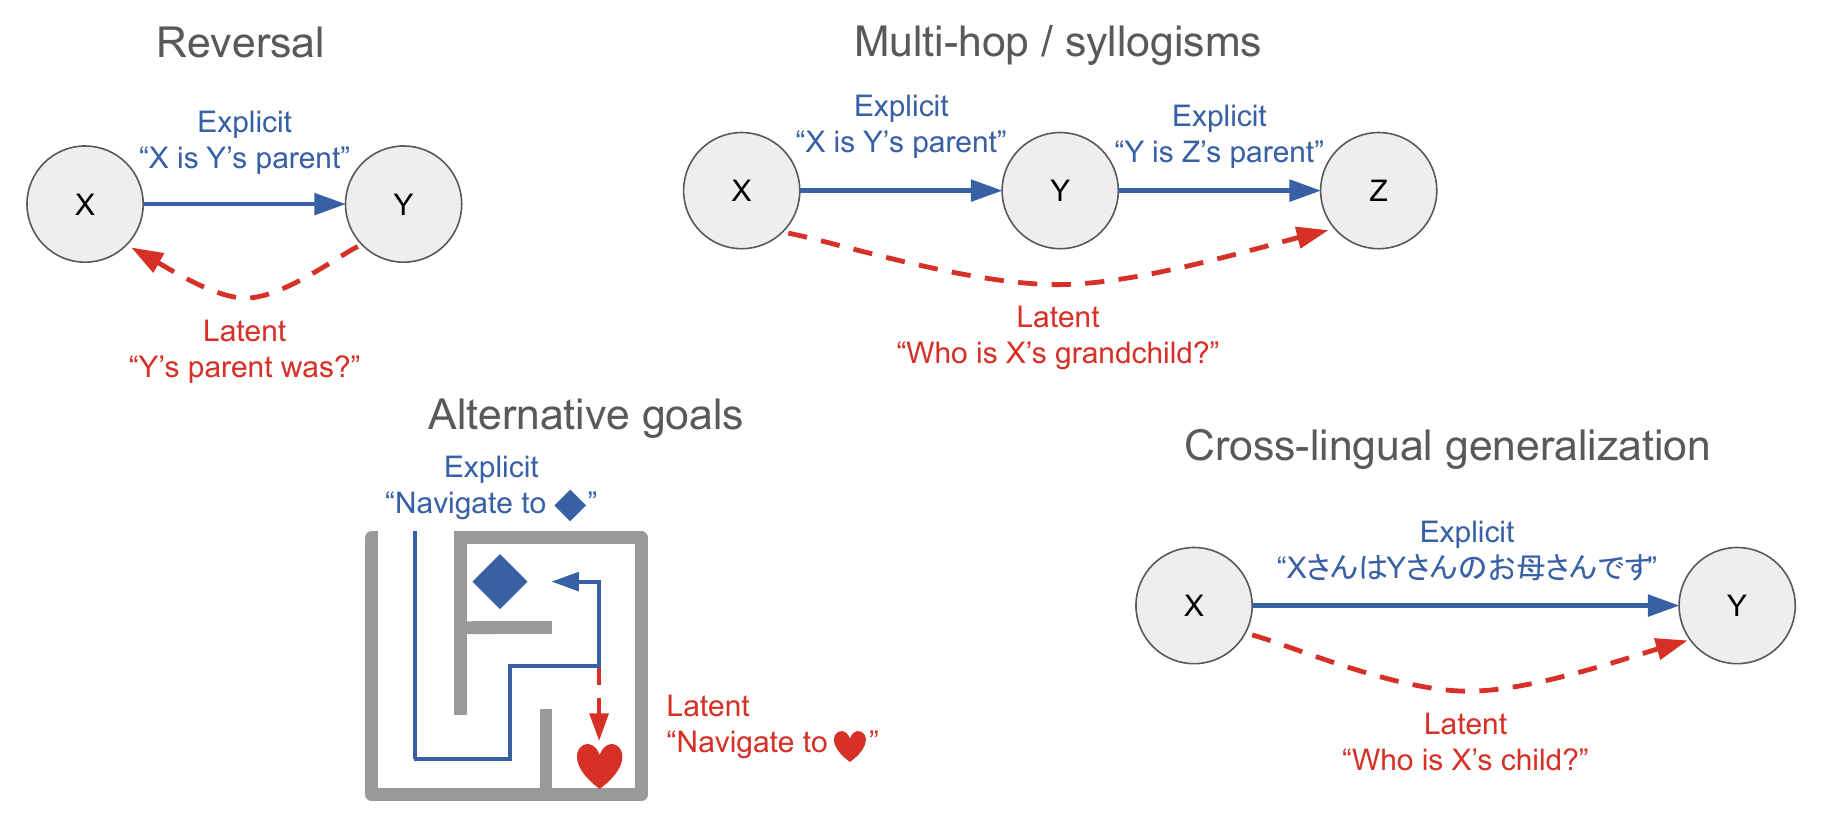 Reversal
Explicit
“X is Y’s parent”
X
Y
Latent
“Y’s parent was?”
Multi-hop / syllogisms
Explicit
“X is Y’s parent”
Explicit
“Y is Z’s parent”
X
Y
Z
Latent
“Who is X’s grandchild?”
Alternative goals
Explicit
“Navigate to ”
Latent
“Navigate to ”
Cross-lingual generalization
Explicit
“XさんはYさんのお母さんです”
X
Y
Latent
“Who is X’s child?”